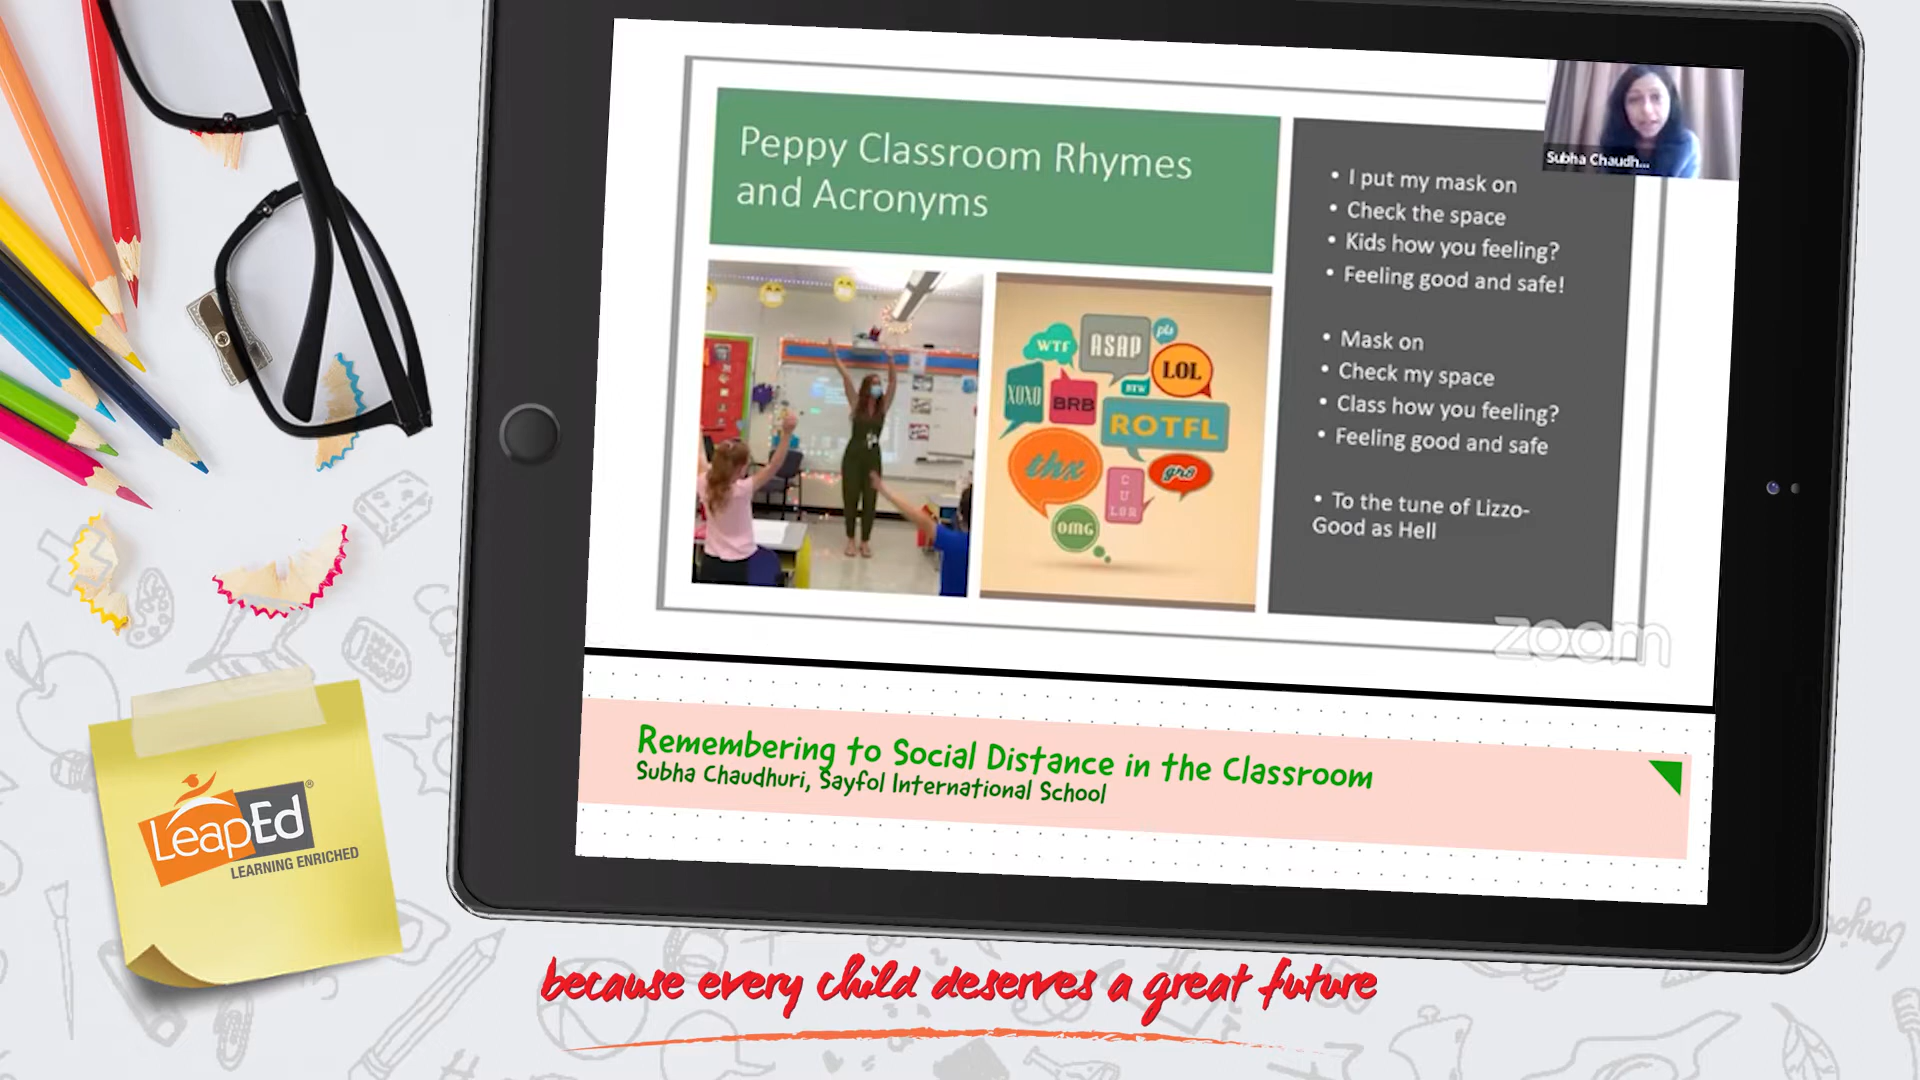 Peppy Classroom Rhymes
and Acronyms
• I put my mask on
• Check the space
• Kids how you feeling?
• Feeling good and safe!
• Mask on
• Check my space
• Class how you feeling?
• Feeling good and safe
• To the tune of Lizzo-
Good as Hell
Subha Chaudh...
WTF
ASAP
pls
LOL
XOXO
BRB
BTW
ROTFL
thx
gr8
C
U
L8R
OMG
zoom
Remembering to Social Distance in the Classroom
Subha Chaudhuri, Sayfol International School
LeapEd®
LEARNING ENRICHED
because every child deserves a great future